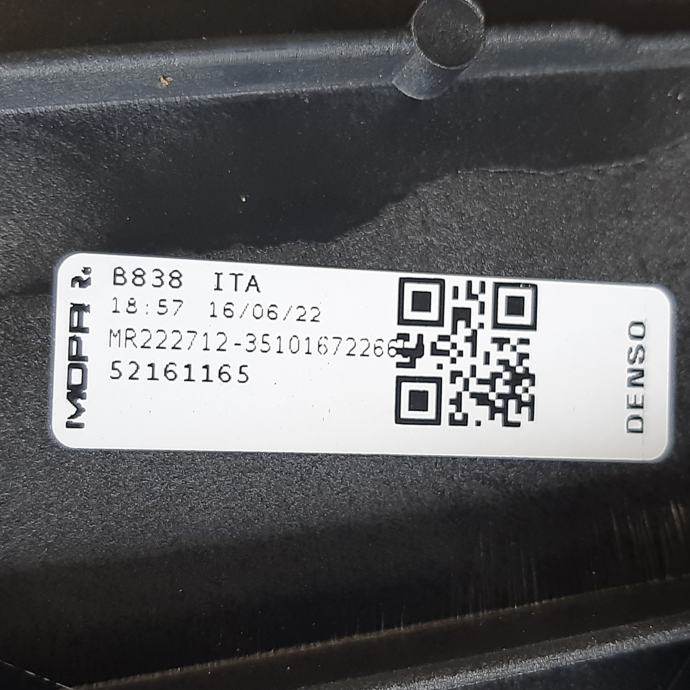 MOPAR
B838 ITA
18:57 16/06/22
MR222712-35101672266
52161165
DENSO